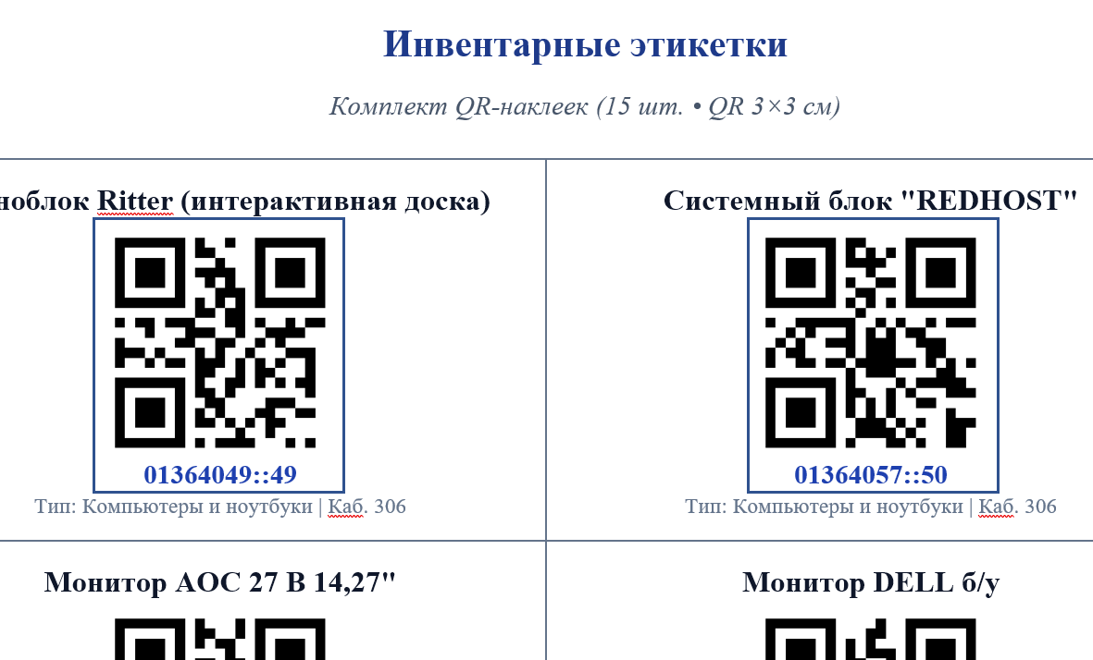 Инвентарные этикетки
Комплект QR-наклеек (15 шт. • QR 3×3 см)
Ritter (интерактивная доска)
01364049::49
Тип: Компьютеры и ноутбуки | Каб. 306
Системный блок "REDHOST"
01364057::50
Тип: Компьютеры и ноутбуки | Каб. 306
Монитор AOC 27 В 14,27"
Монитор DELL б/у